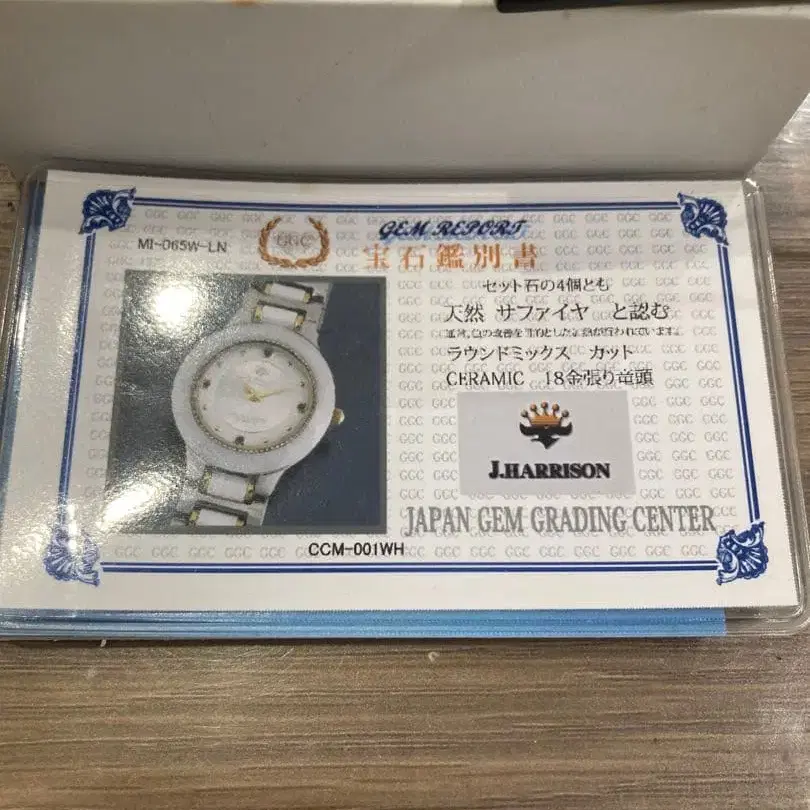 MI-065W-LN
GGC
GEM REPORT
宝石鑑別書
セット石の4個とも
天然 サファイヤ と認む
ラウンドミックス カット
CERAMIC 18金張り竜頭
J.HARRISON
JAPAN GEM GRADING CENTER
CCM-001WH